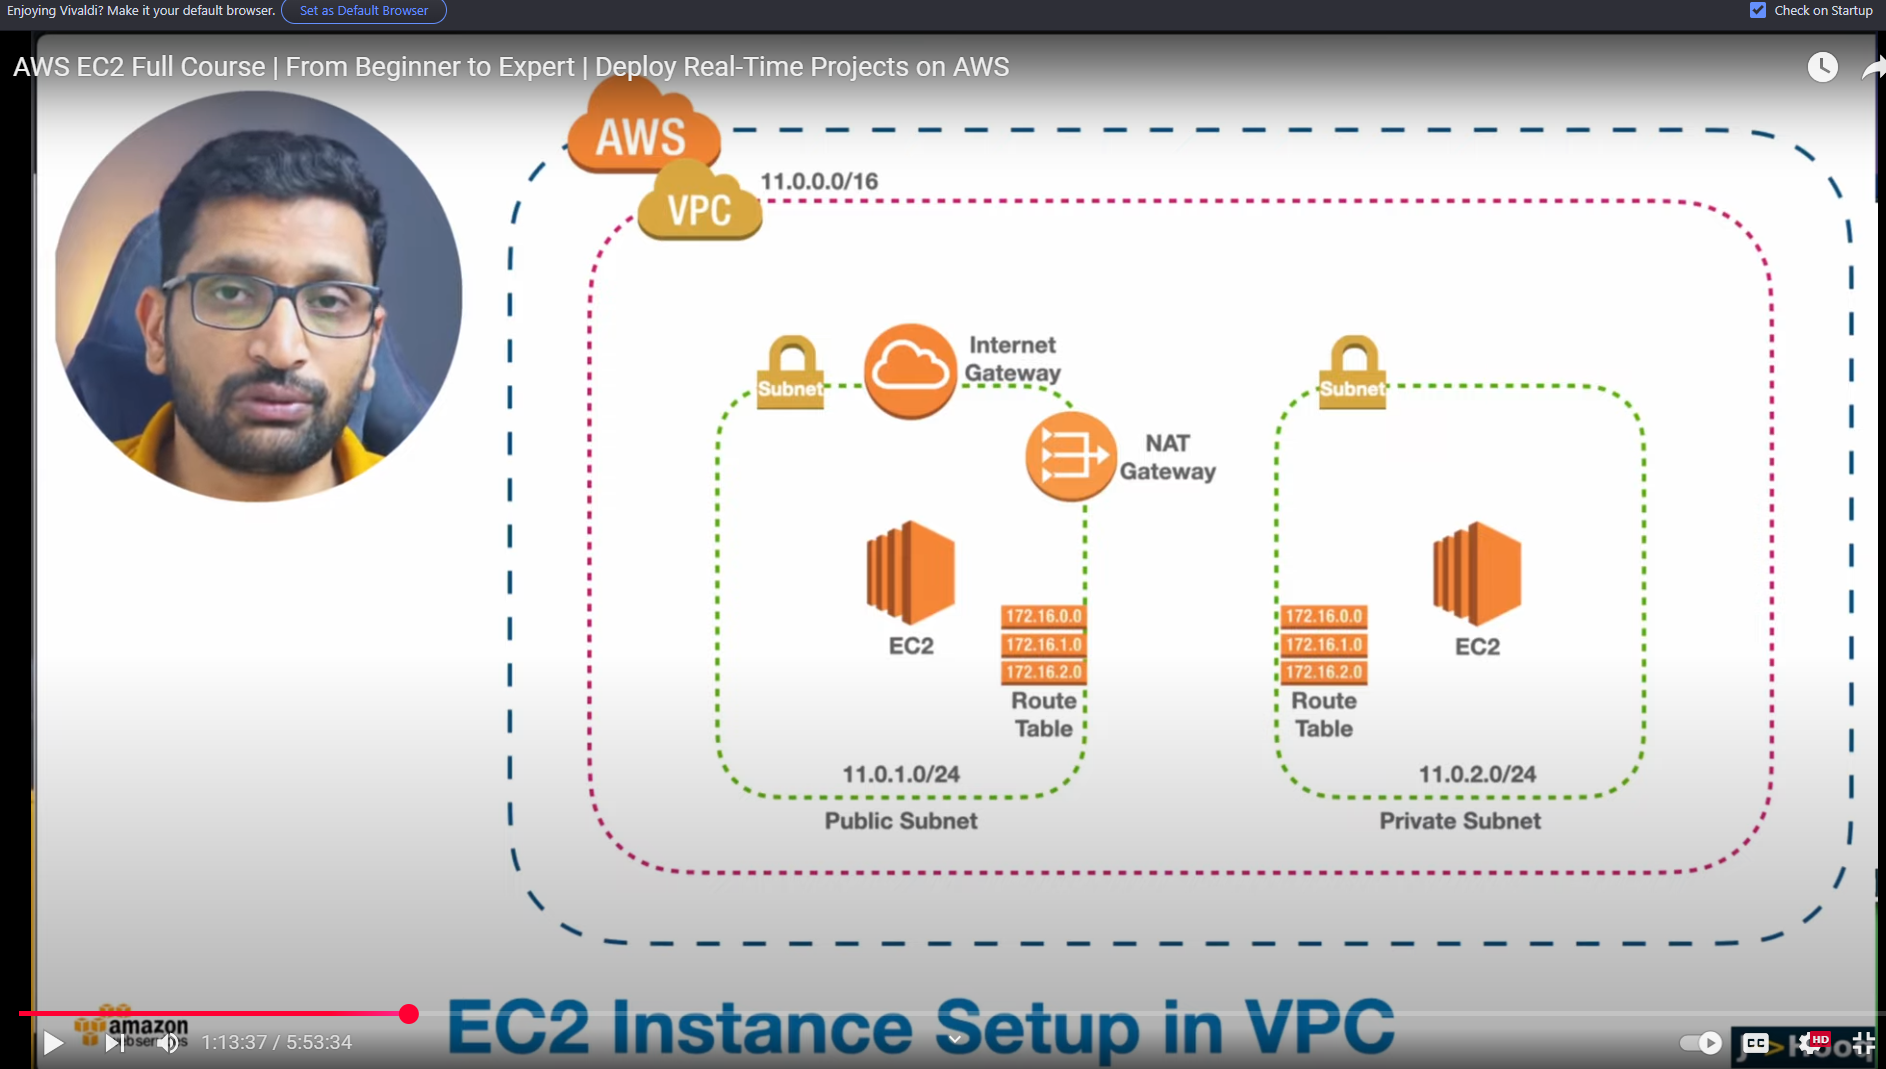 Enjoying Vivaldi? Make it your default browser. Set as Default Browser
Check on Startup
AWS EC2 Full Course | From Beginner to Expert | Deploy Real-Time Projects on AWS
AWS
VPC
11.0.0.0/16
Subnet
Internet
Gateway
NAT
Gateway
EC2
172.16.0.0
172.16.1.0
172.16.2.0
Route
Table
11.0.1.0/24
Public Subnet
Subnet
172.16.0.0
172.16.1.0
172.16.2.0
Route
Table
EC2
11.0.2.0/24
Private Subnet
EC2 Instance Setup in VPC
amazon
1:13:37 / 5:53:34
CC
HD